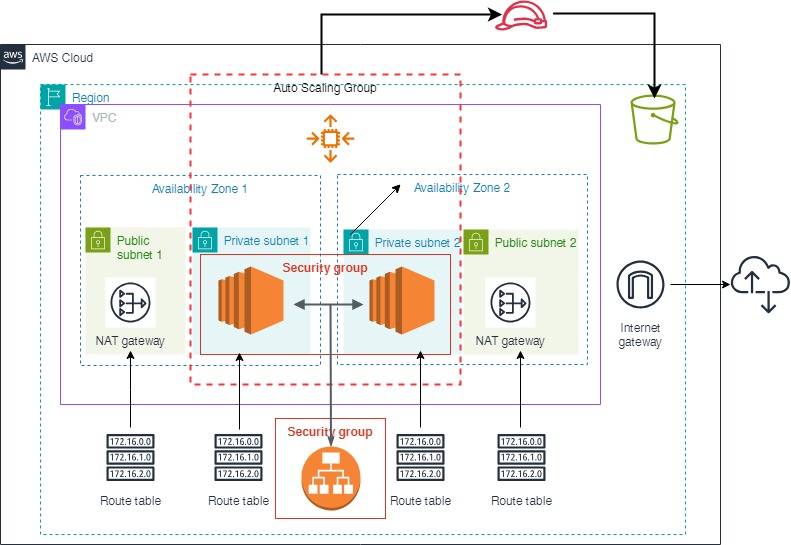 aws
AWS Cloud
Region
Auto Scaling Group
VPC
Availability Zone 1
Availability Zone 2
Public
subnet 1
Private subnet 1
Private subnet 2
Public subnet 2
Security group
NAT gateway
NAT gateway
Internet
gateway
Security group
172.16.0.0
172.16.1.0
172.16.2.0
Route table
172.16.0.0
172.16.1.0
172.16.2.0
Route table
172.16.0.0
172.16.1.0
172.16.2.0
Route table
172.16.0.0
172.16.1.0
172.16.2.0
Route table